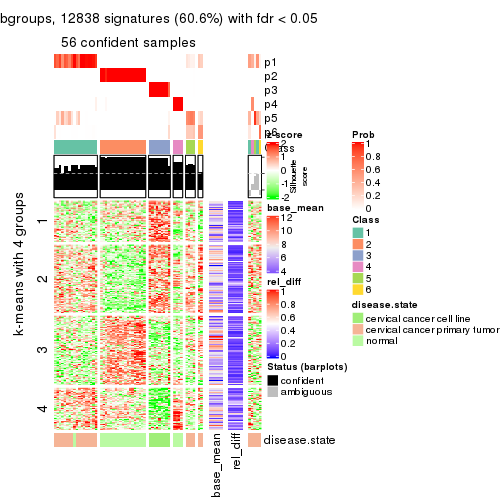 bgroups, 12838 signatures (60.6%) with fdr < 0.05
56 confident samples
p1
p2
p3
p4
p5
p6
Class
Silhouette
score
k-means with 4 groups
1
2
3
4
z-score
2
1
0
-1
-2
base_mean
12
10
8
6
4
rel_diff
1
0.8
0.6
0.4
0.2
0
Status (barplots)
confident
ambiguous
Prob
1
0.8
0.6
0.4
0.2
0
Class
1
2
3
4
5
6
disease.state
cervical cancer cell line
cervical cancer primary tumor
normal
disease.state
base_mean
rel_diff